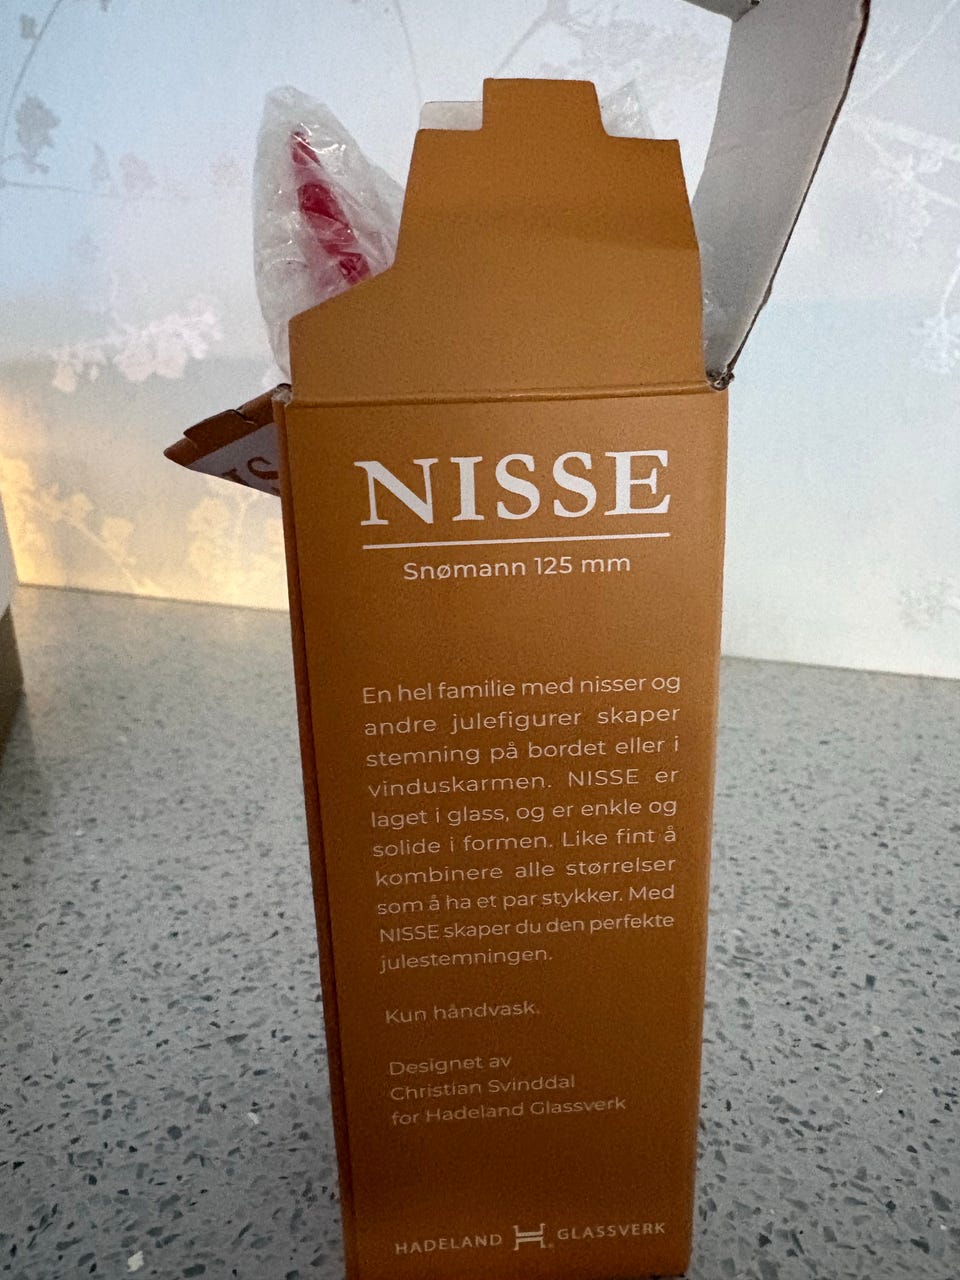 NISSE
Snømann 125 mm
En hel familie med nisser og
andre julefigurer skaper
stemning på bordet eller i
vinduskarmen. NISSE er
laget i glass, og er enkle og
solide i formen. Like fint å
kombinere alle størrelser
som å ha et par stykker. Med
NISSE skaper du den perfekte
julestemningen.
Kun håndvask.
Designet av
Christian Svinddal
for Hadeland Glassverk
HADELAND GLASSVERK